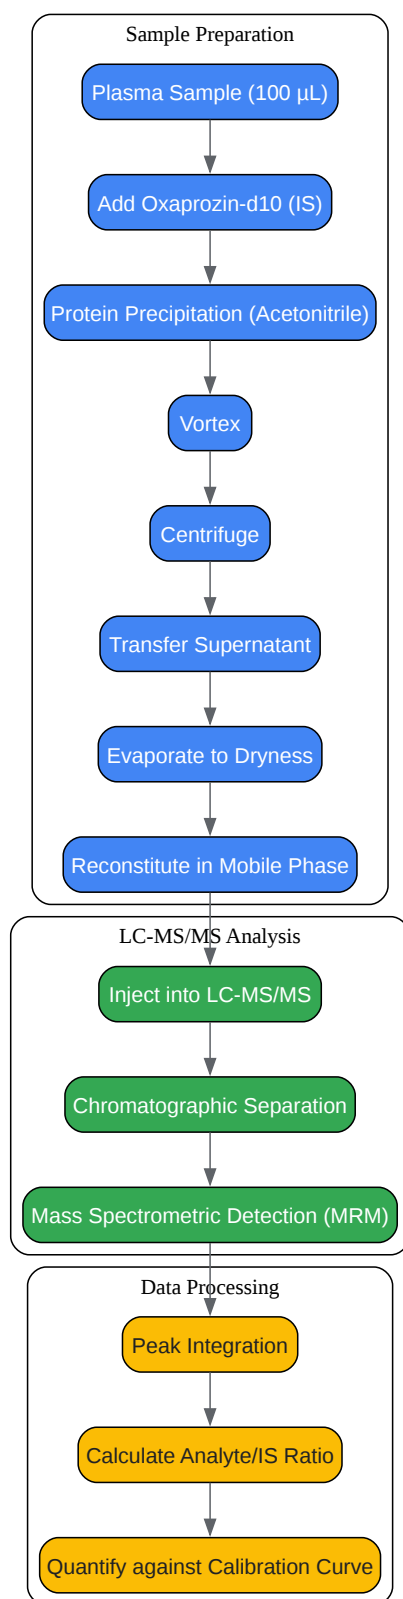 Sample Preparation
Plasma Sample (100 µL)
Add Oxaprozin-d10 (IS)
Protein Precipitation (Acetonitrile)
Vortex
Centrifuge
Transfer Supernatant
Evaporate to Dryness
Reconstitute in Mobile Phase
LC-MS/MS Analysis
Inject into LC-MS/MS
Chromatographic Separation
Mass Spectrometric Detection (MRM)
Data Processing
Peak Integration
Calculate Analyte/IS Ratio
Quantify against Calibration Curve